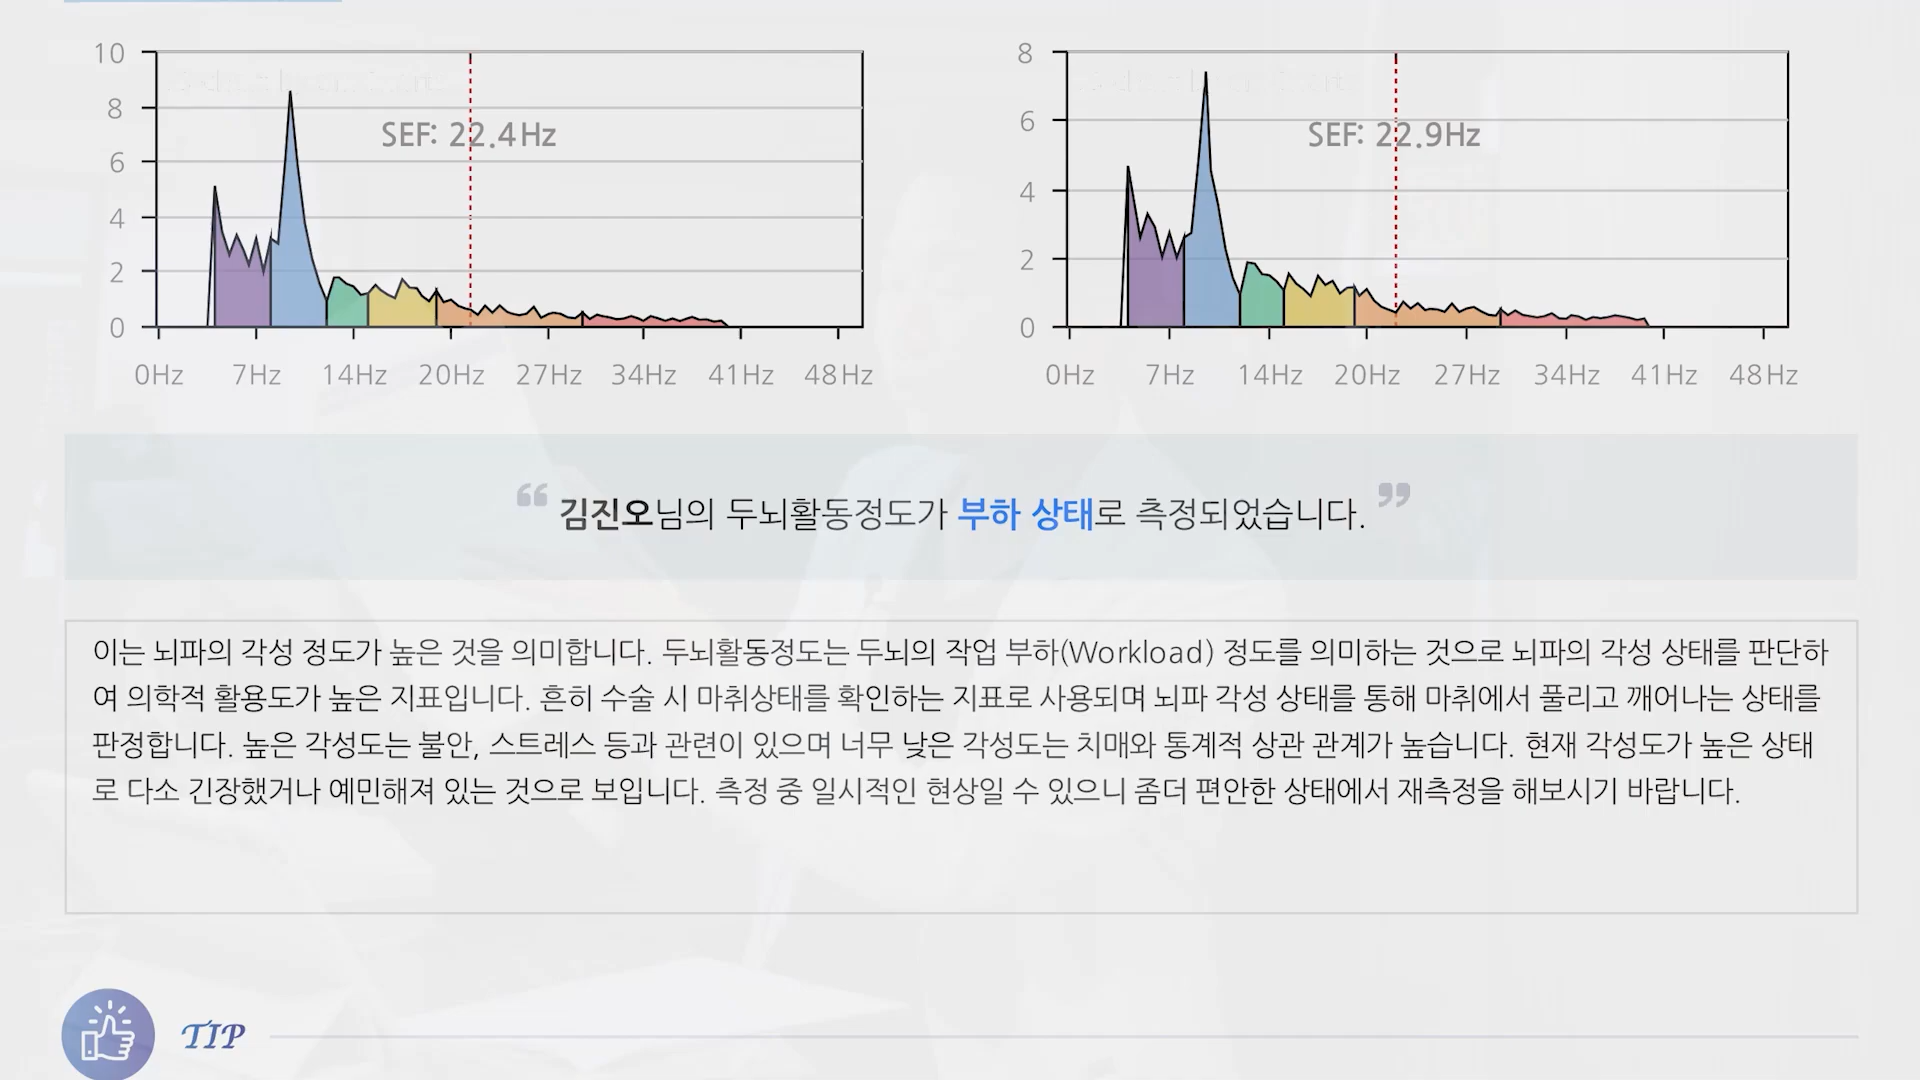 10
8
6
4
2
0
SEF: 22.4Hz
0Hz 7Hz 14Hz 20Hz 27Hz 34Hz 41Hz 48Hz
8
6
4
2
0
SEF: 22.9Hz
0Hz 7Hz 14Hz 20Hz 27Hz 34Hz 41Hz 48Hz
“ 김진오님의 두뇌활동정도가 부하 상태로 측정되었습니다. ”
이는 뇌파의 각성 정도가 높은 것을 의미합니다. 두뇌활동정도는 두뇌의 작업 부하(Workload) 정도를 의미하는 것으로 뇌파의 각성 상태를 판단하
여 의학적 활용도가 높은 지표입니다. 흔히 수술 시 마취상태를 확인하는 지표로 사용되며 뇌파 각성 상태를 통해 마취에서 풀리고 깨어나는 상태를
판정합니다. 높은 각성도는 불안, 스트레스 등과 관련이 있으며 너무 낮은 각성도는 치매와 통계적 상관 관계가 높습니다. 현재 각성도가 높은 상태
로 다소 긴장했거나 예민해져 있는 것으로 보입니다. 측정 중 일시적인 현상일 수 있으니 좀더 편안한 상태에서 재측정을 해보시기 바랍니다.
TIP